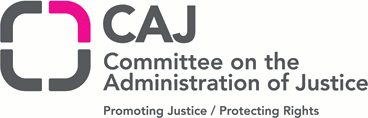 CAJ
Committee on the
Administration of Justice
Promoting Justice / Protecting Rights